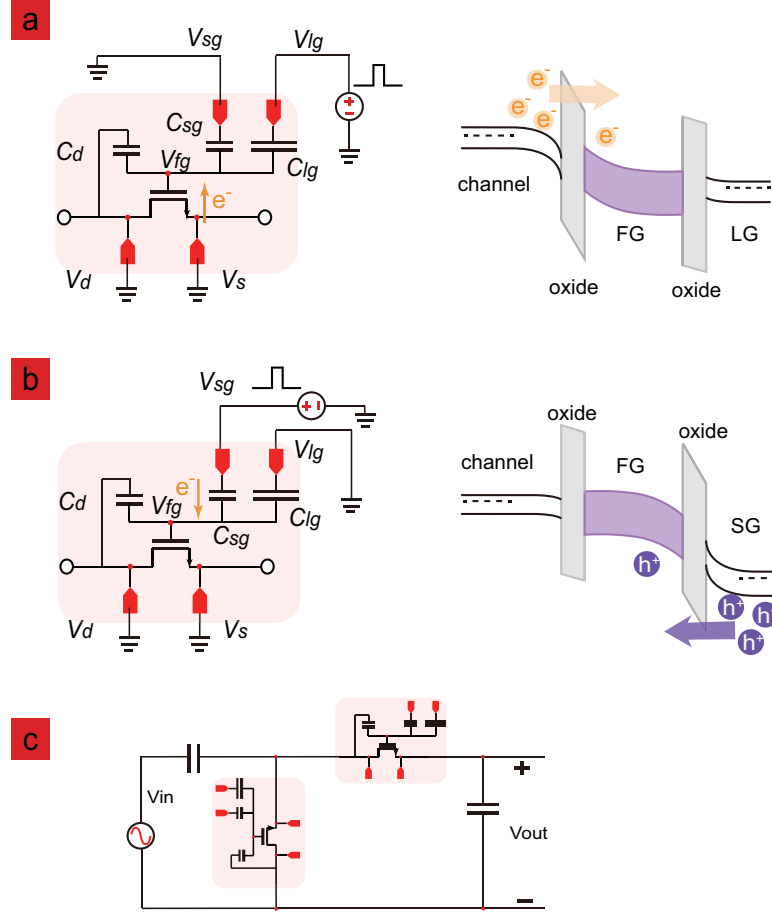 a
Vsg
Vlg
Csg
Cd
Vfg
Clg
e-
Vd
Vs
e-
e-
e-
e-
channel
FG
LG
oxide
oxide
b
Vsg
Vlg
Cd
Vfg
e-
Csg
Clg
Vd
Vs
oxide
oxide
channel
FG
SG
h+
h+
h+
h+
c
Vin
+
Vout
−